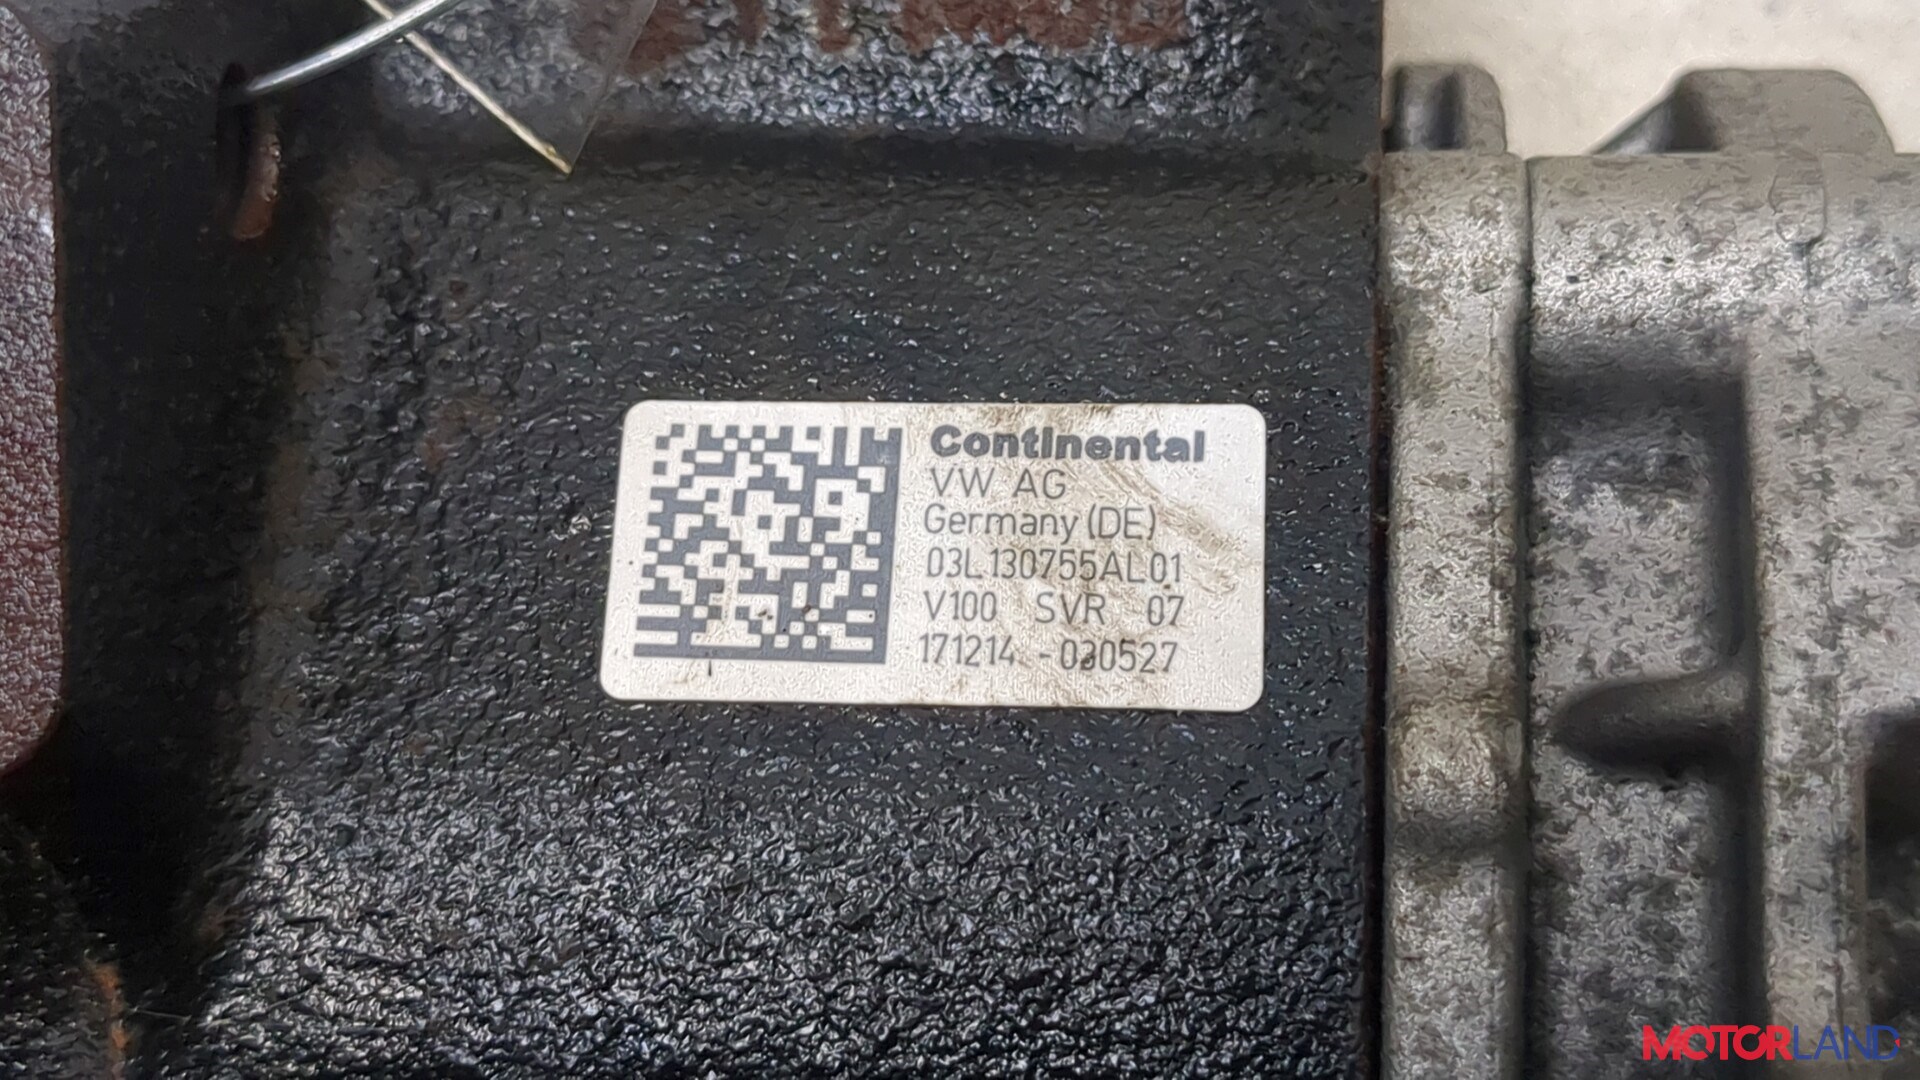 Continental
VW AG
Germany (DE)
03L130755AL01
V100 SVR 07
171214 -030527
MOTORLAND